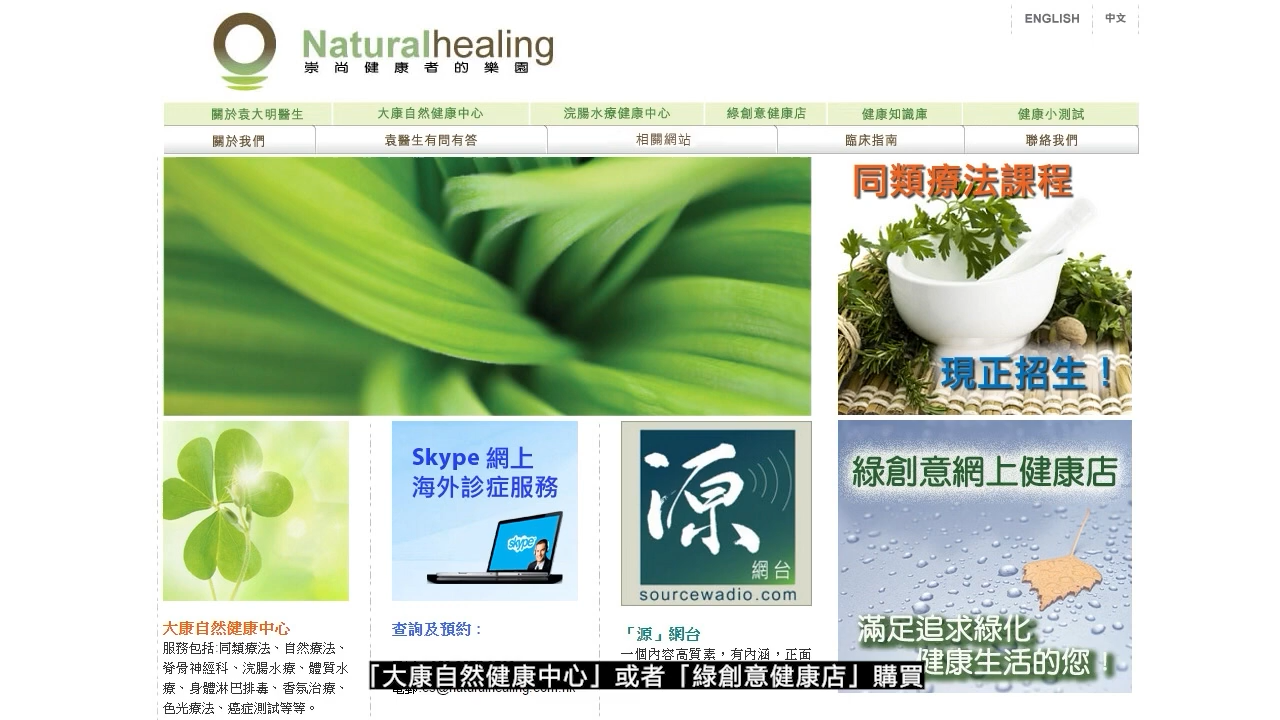 ENGLISH
中文
Naturalhealing
崇尚健康者的樂園
關於袁大明醫生
大康自然健康中心
浣腸水療健康中心
綠創意健康店
健康知識庫
健康小測試
關於我們
袁醫生有問有答
相關網站
臨床指南
聯絡我們
同類療法課程
現正招生！
Skype 網上
海外診症服務
skype
源
網台
sourcewadio.com
綠創意網上健康店
滿足追求綠化
健康生活的您！
大康自然健康中心
服務包括:同類療法、自然療法、
脊骨神經科、浣腸水療、體質水
療、身體淋巴排毒、香氛治療、
色光療法、癌症測試等等。
查詢及預約：
「源」網台
一個內容高質素，有內涵，正面
「大康自然健康中心」或者「綠創意健康店」購買